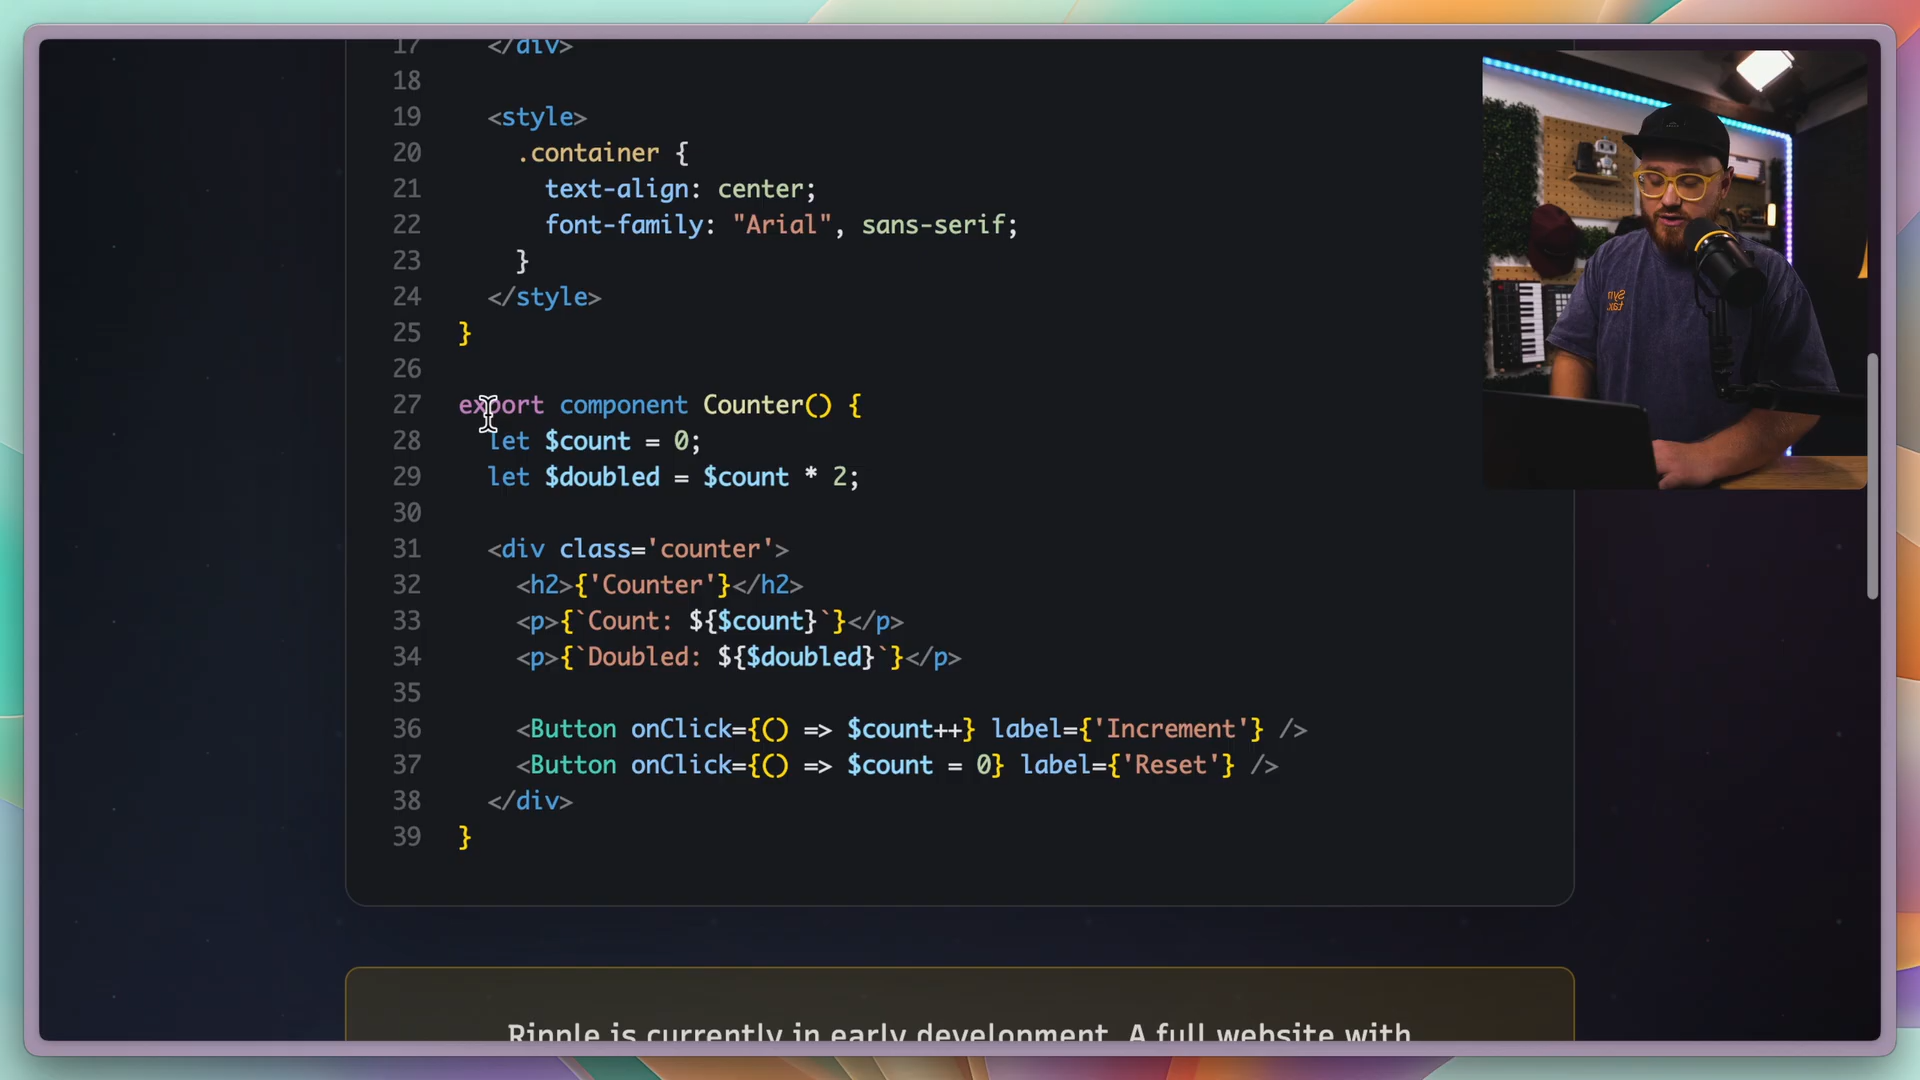 17     </div>
18
19     <style>
20       .container {
21         text-align: center;
22         font-family: "Arial", sans-serif;
23       }
24     </style>
25   }
26
27   export component Counter() {
28     let $count = 0;
29     let $doubled = $count * 2;
30
31     <div class='counter'>
32       <h2>{'Counter'}</h2>
33       <p>{`Count: ${$count}`}</p>
34       <p>{`Doubled: ${$doubled}`}</p>
35
36       <Button onClick={() => $count++} label={'Increment'} />
37       <Button onClick={() => $count = 0} label={'Reset'} />
38     </div>
39   }
Ripple is currently in early development. A full website with
Syn
tax